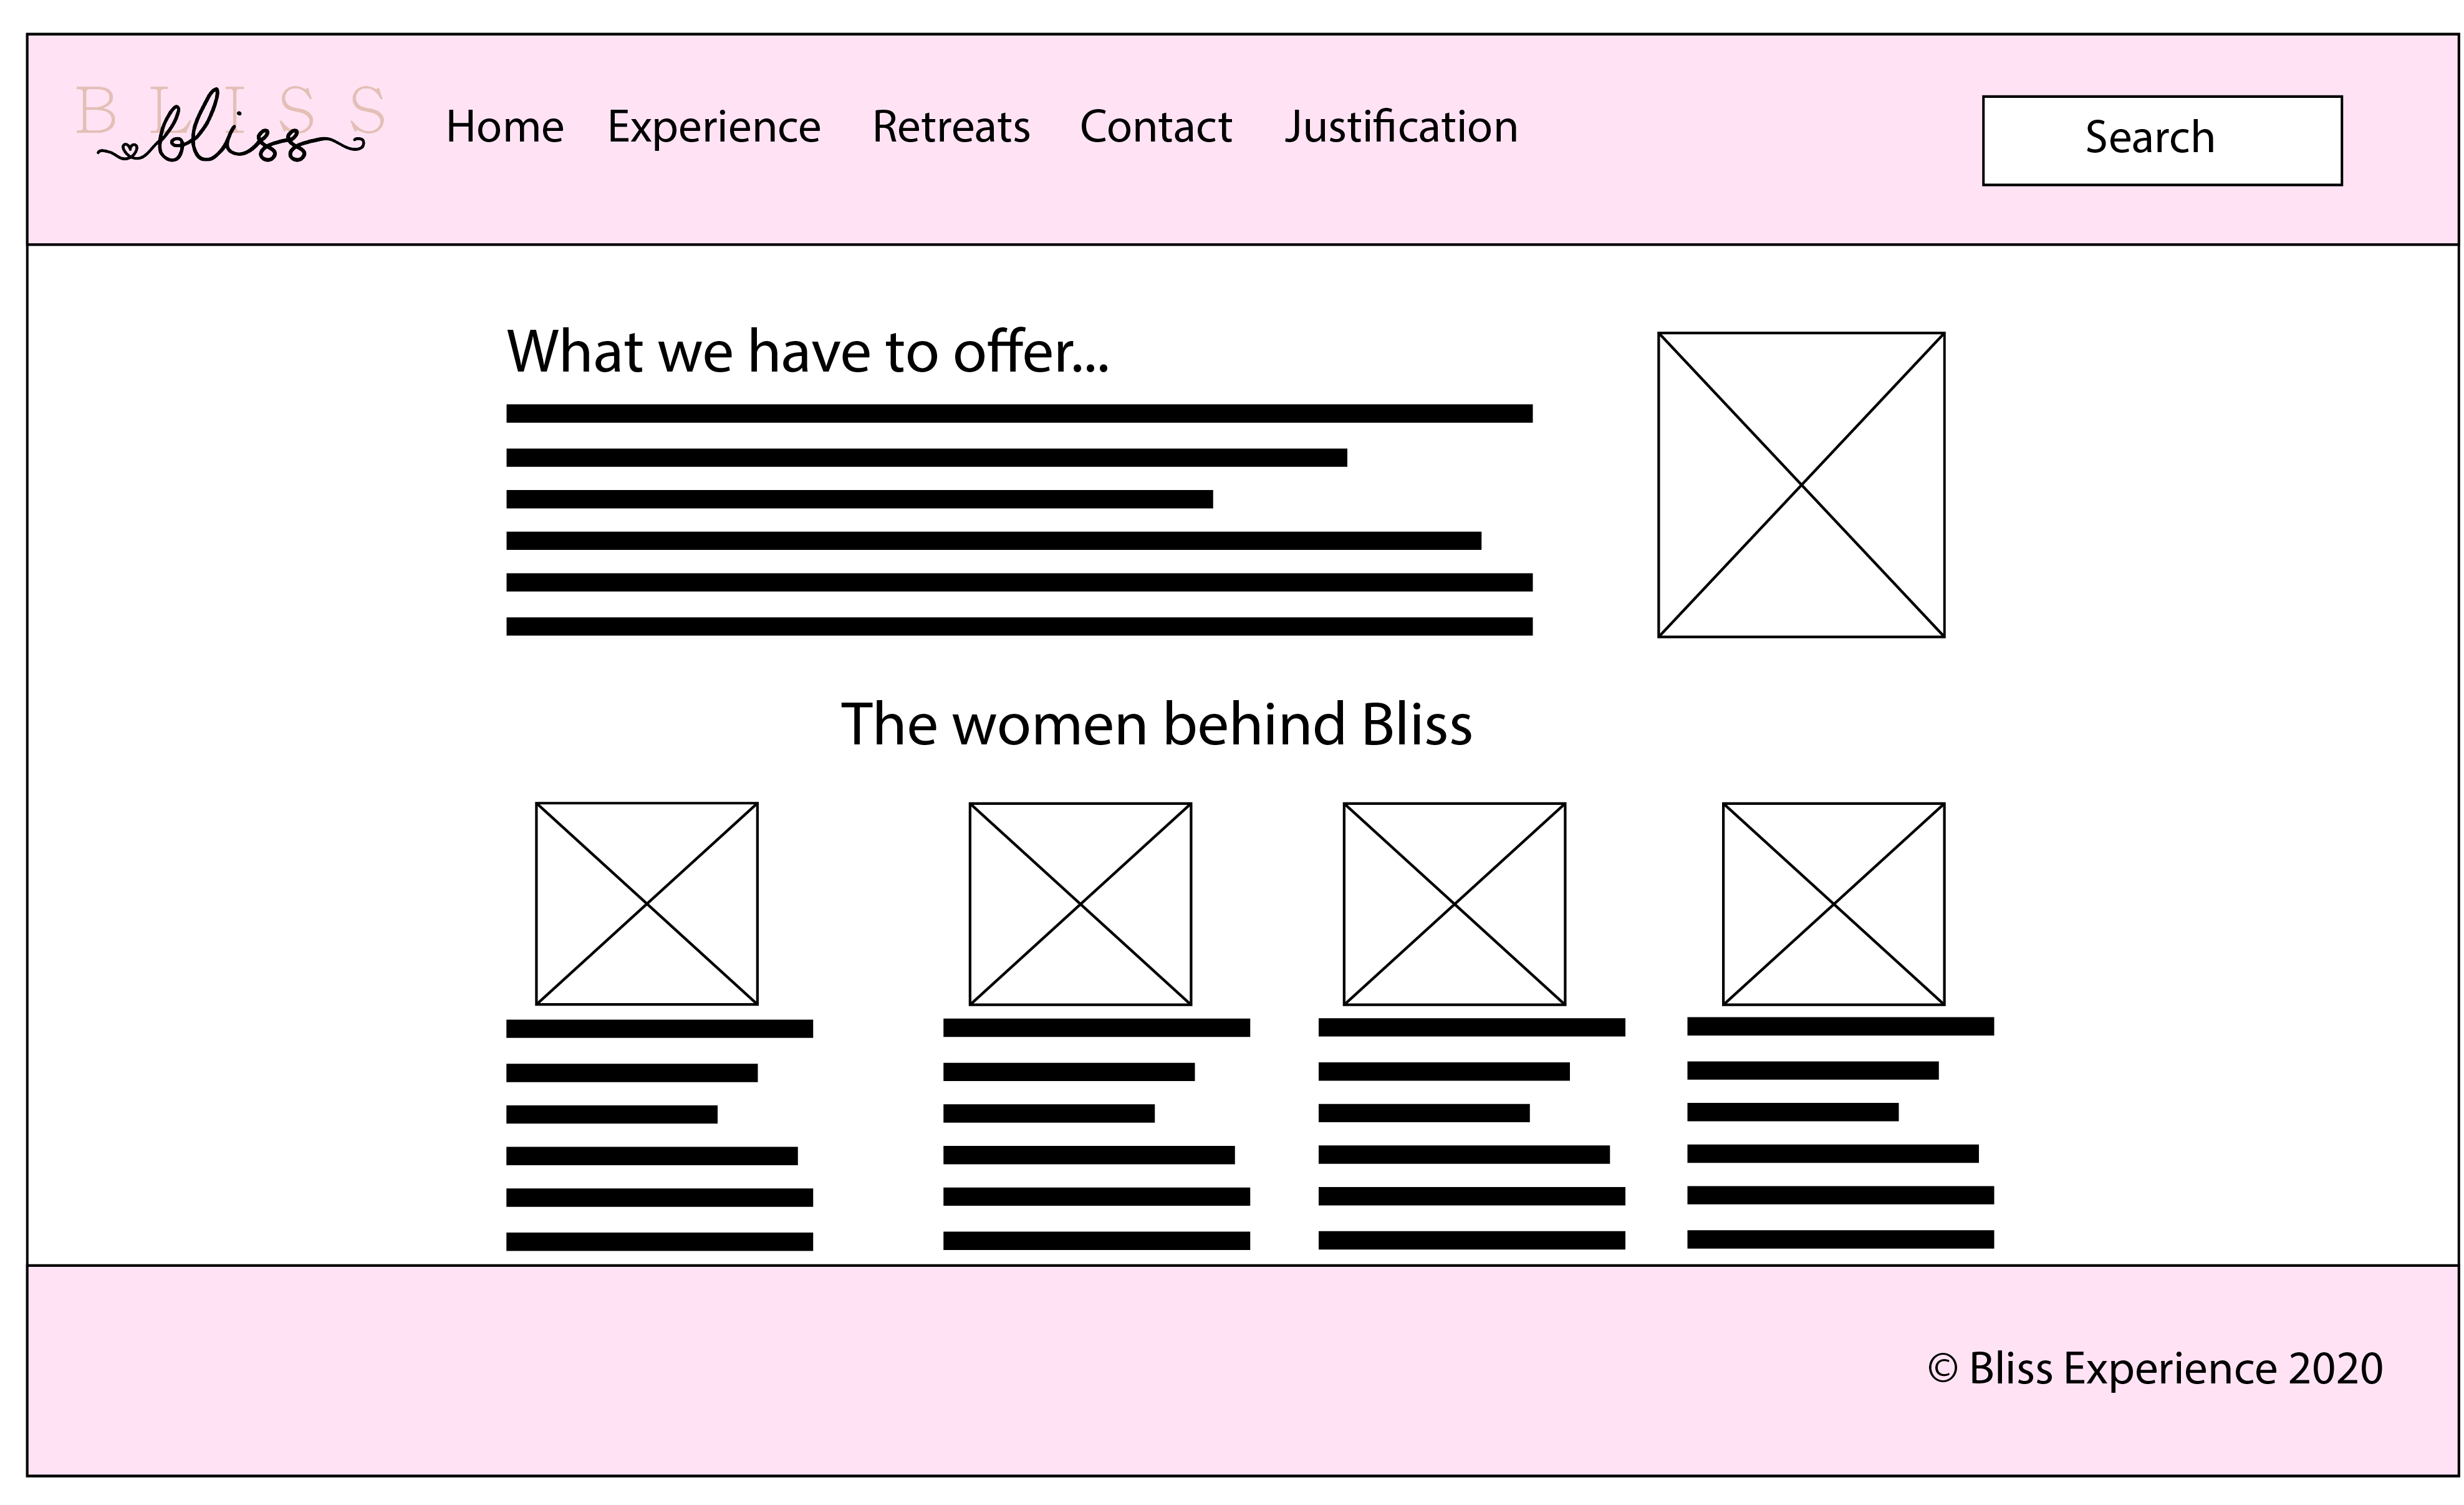 BLISS
bliss
Home Experience Retreats Contact Justification
Search
What we have to offer...
The women behind Bliss
© Bliss Experience 2020